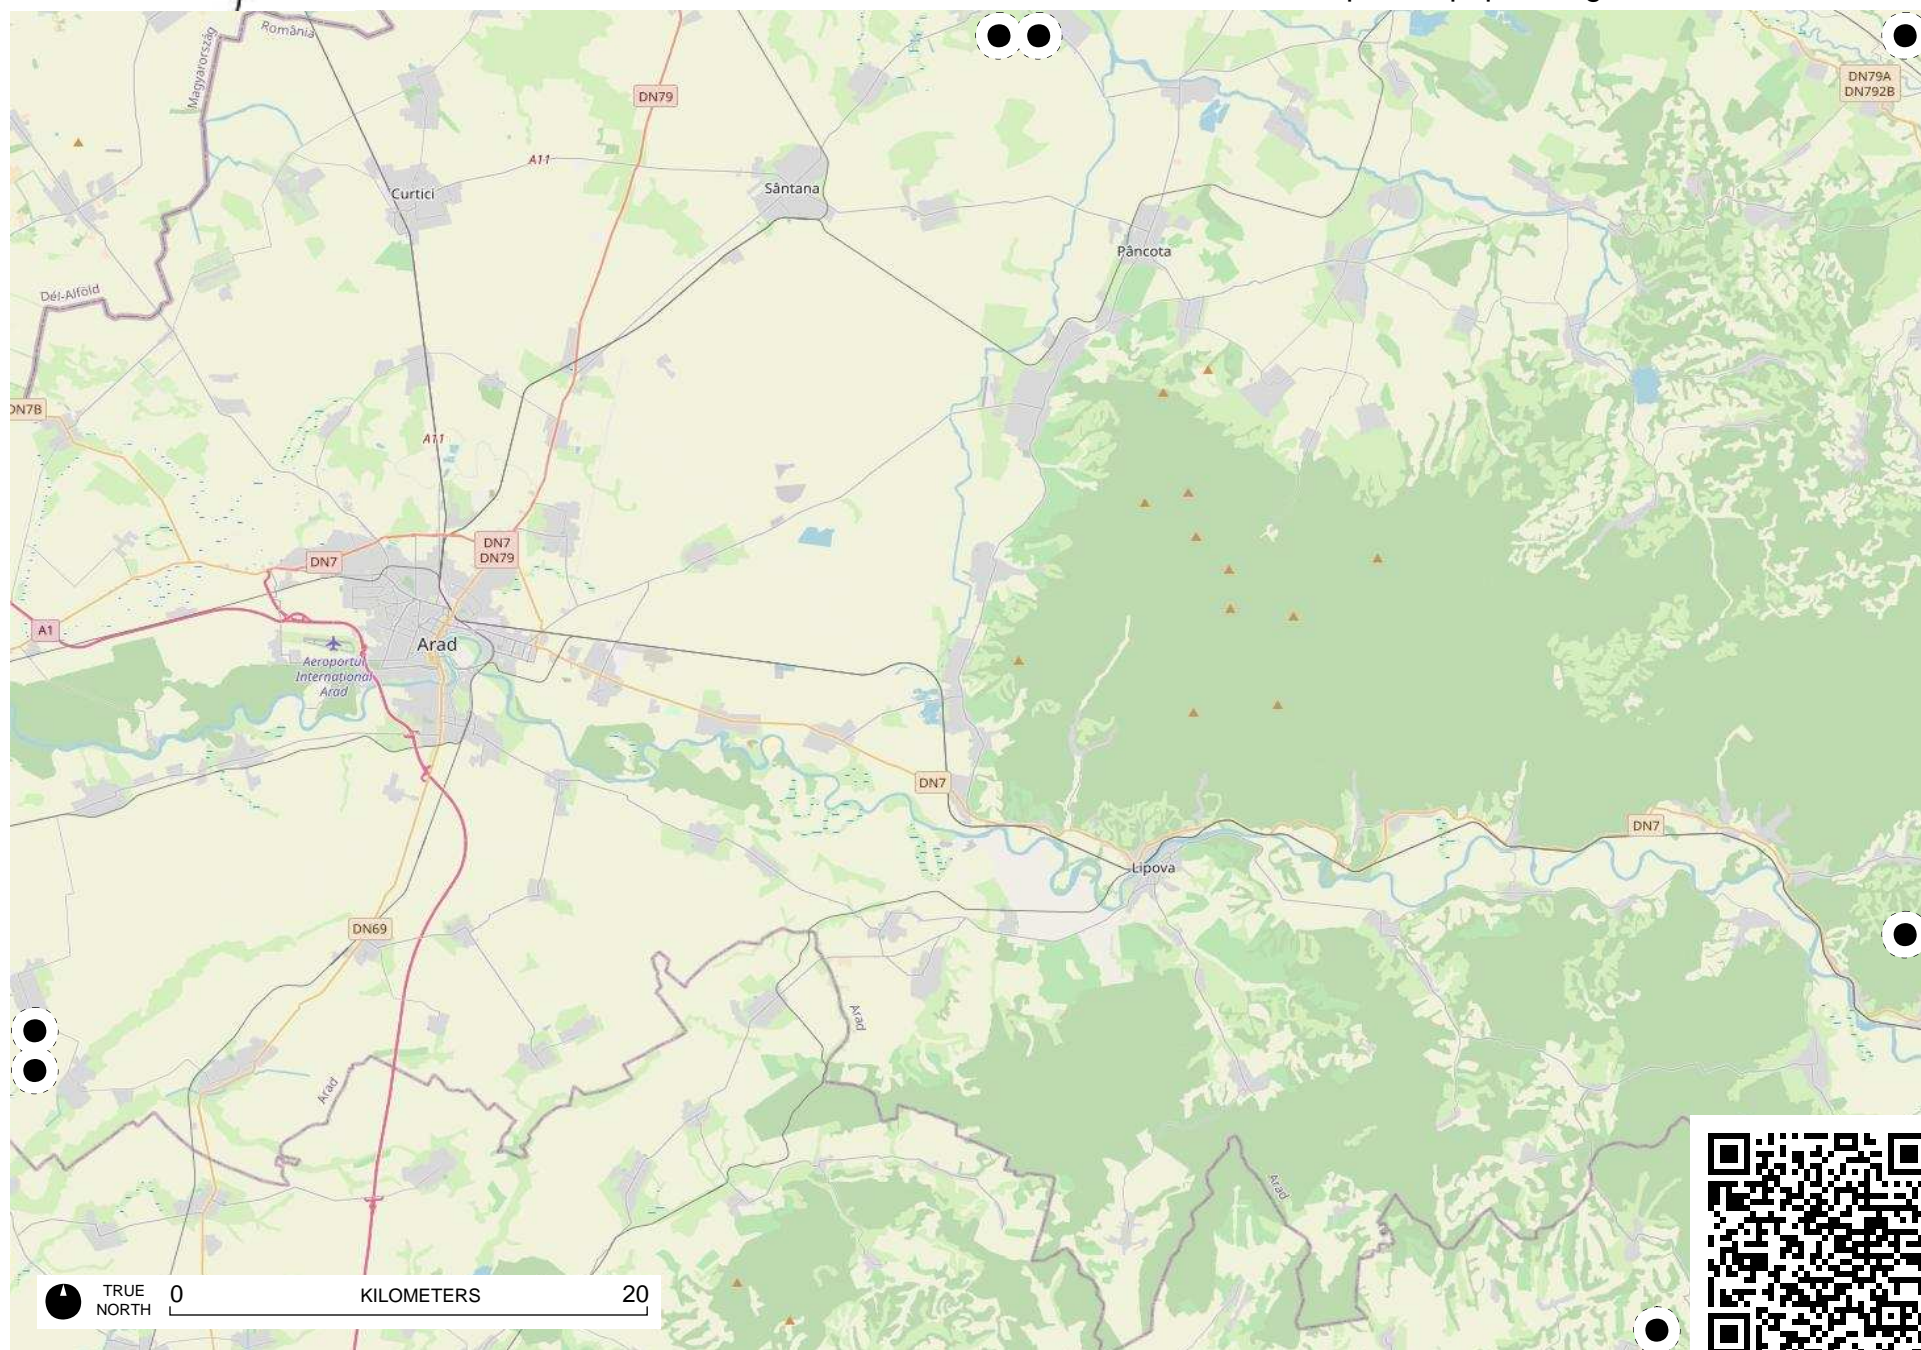 România
Magyarország
DN79
DN79A
DN792B
A11
Curtici
Sântana
Pâncota
Dél-Alföld
DN7B
A11
DN7
DN7
DN79
A1
Arad
Aeroportul
Internațional
Arad
DN7
DN7
Lipova
DN69
Arad
Arad
Arad
TRUE
NORTH
0 KILOMETERS 20